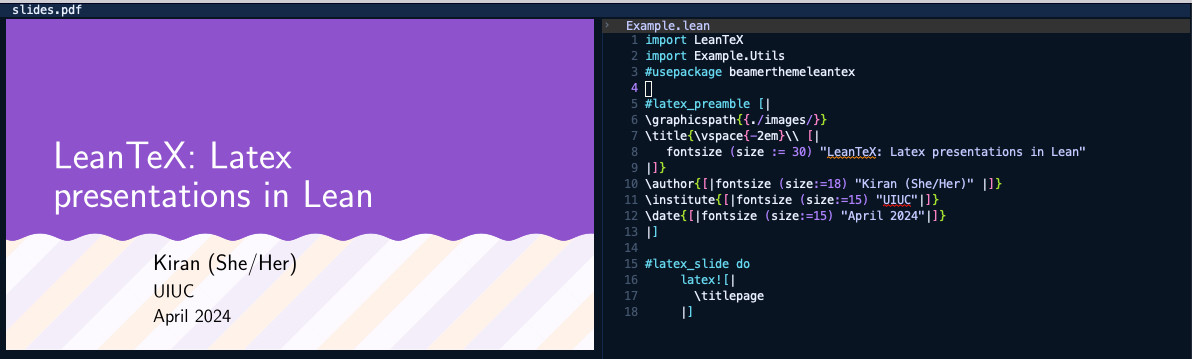 slides.pdf
LeanTeX: Latex
presentations in Lean
Kiran (She/Her)
UIUC
April 2024
Example.lean
1 import LeanTeX
2 import Example.Utils
3 #usepackage beamerthemeleantex
4
5 #latex_preamble [|
6 \graphicspath{{./images/}}
7 \title{\vspace{-2em}\\ [|
8 fontsize (size := 30) "LeanTeX: Latex presentations in Lean"
9 |]}
10 \author{[|fontsize (size:=18) "Kiran (She/Her)" |]}
11 \institute{[|fontsize (size:=15) "UIUC"|]}
12 \date{[|fontsize (size:=15) "April 2024"|]}
13 |]
14
15 #latex_slide do
16 latex![|
17 \titlepage
18 |]